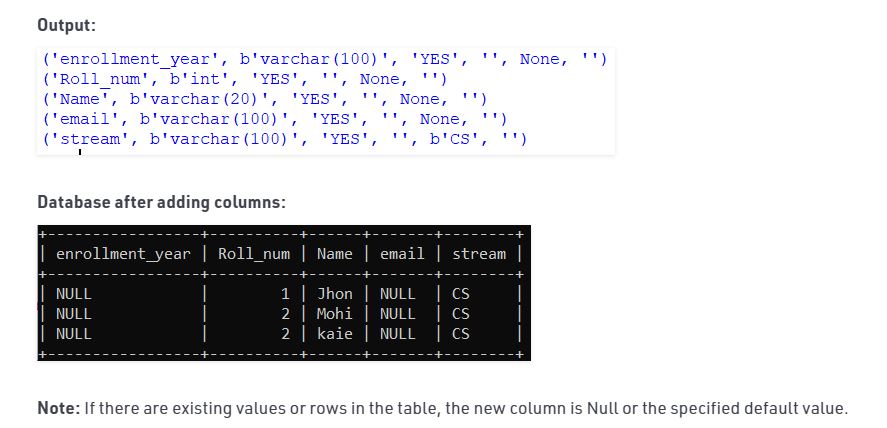 Output:
('enrollment_year', b'varchar(100)', 'YES', '', None, '')
('Roll_num', b'int', 'YES', '', None, '')
('Name', b'varchar(20)', 'YES', '', None, '')
('email', b'varchar(100)', 'YES', '', None, '')
('stream', b'varchar(100)', 'YES', '', b'CS', '')
Database after adding columns:
+-----------------+----------+------+-------+--------+
| enrollment_year | Roll_num | Name | email | stream |
+-----------------+----------+------+-------+--------+
| NULL            |        1 | Jhon | NULL  | CS     |
| NULL            |        2 | Mohi | NULL  | CS     |
| NULL            |        2 | kaie | NULL  | CS     |
+-----------------+----------+------+-------+--------+
Note: If there are existing values or rows in the table, the new column is Null or the specified default value.